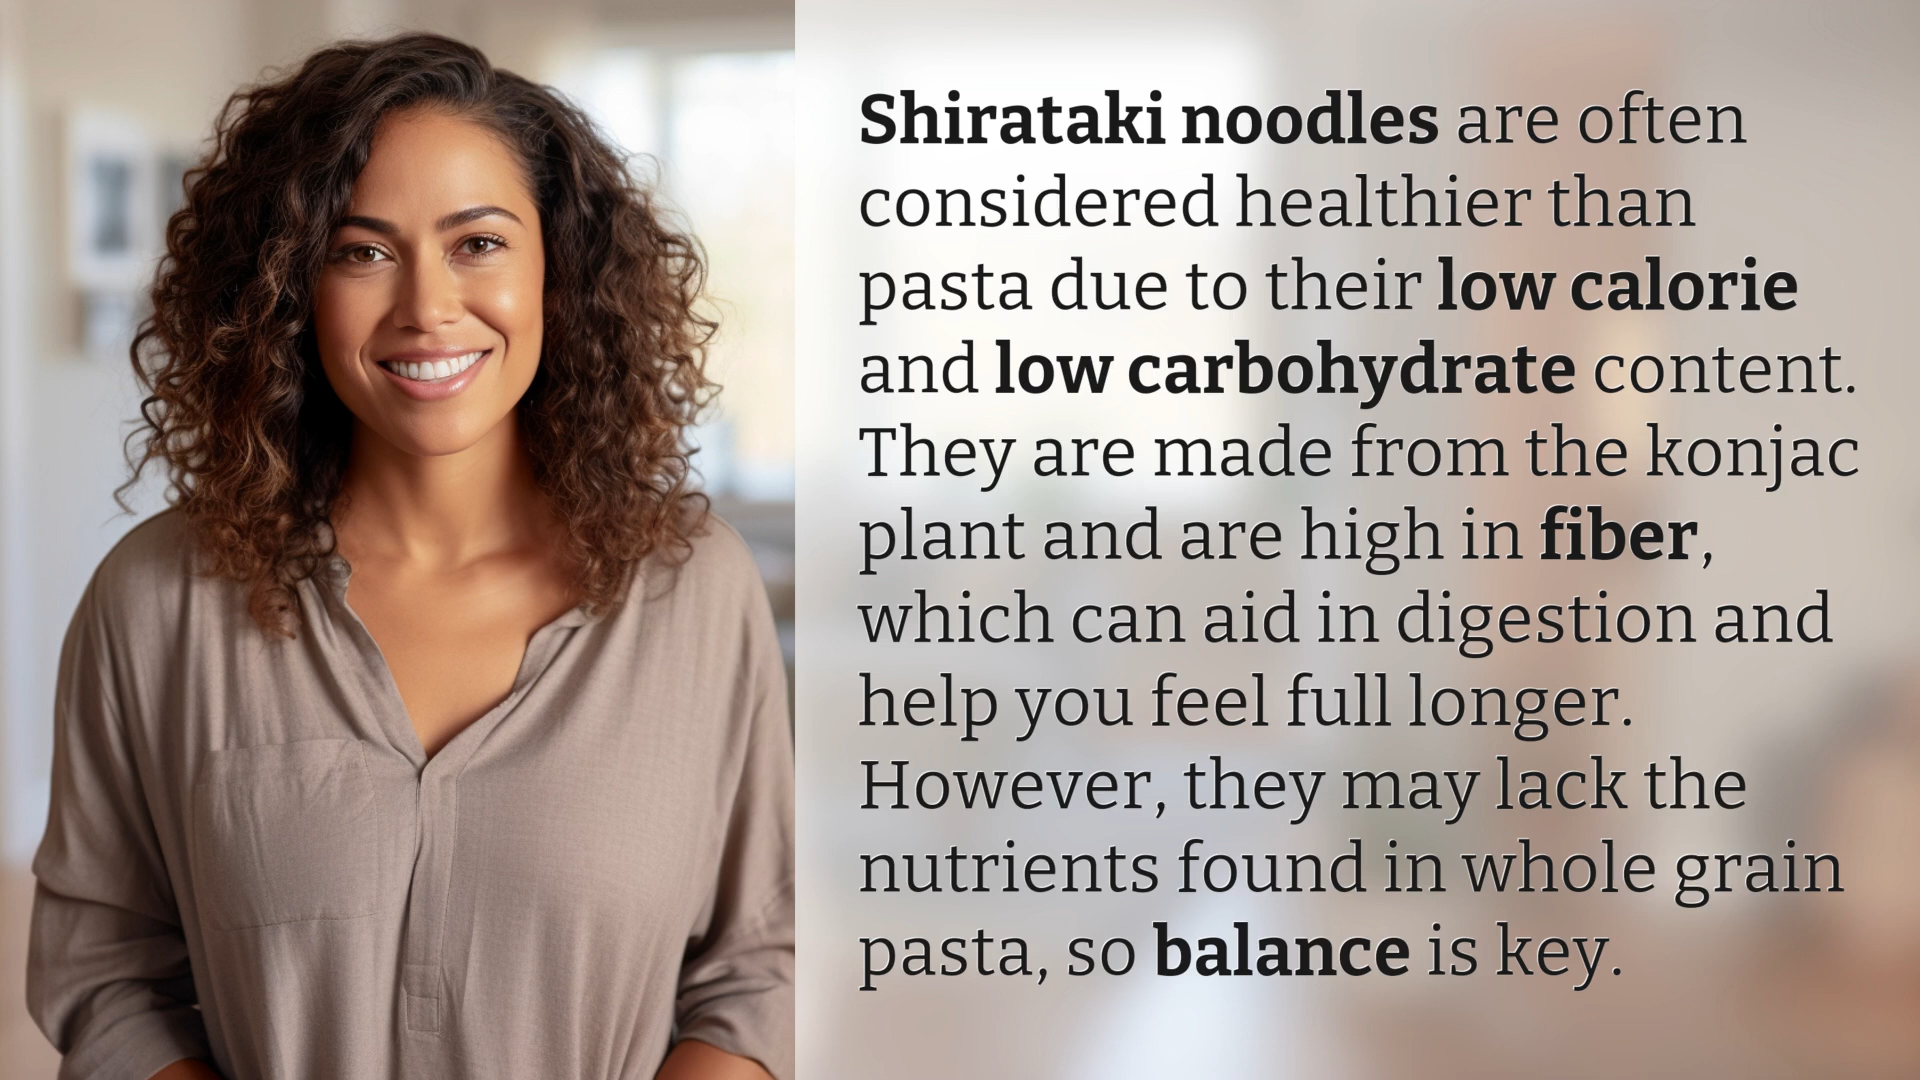 Shirataki noodles are often
considered healthier than
pasta due to their low calorie
and low carbohydrate content.
They are made from the konjac
plant and are high in fiber,
which can aid in digestion and
help you feel full longer.
However, they may lack the
nutrients found in whole grain
pasta, so balance is key.